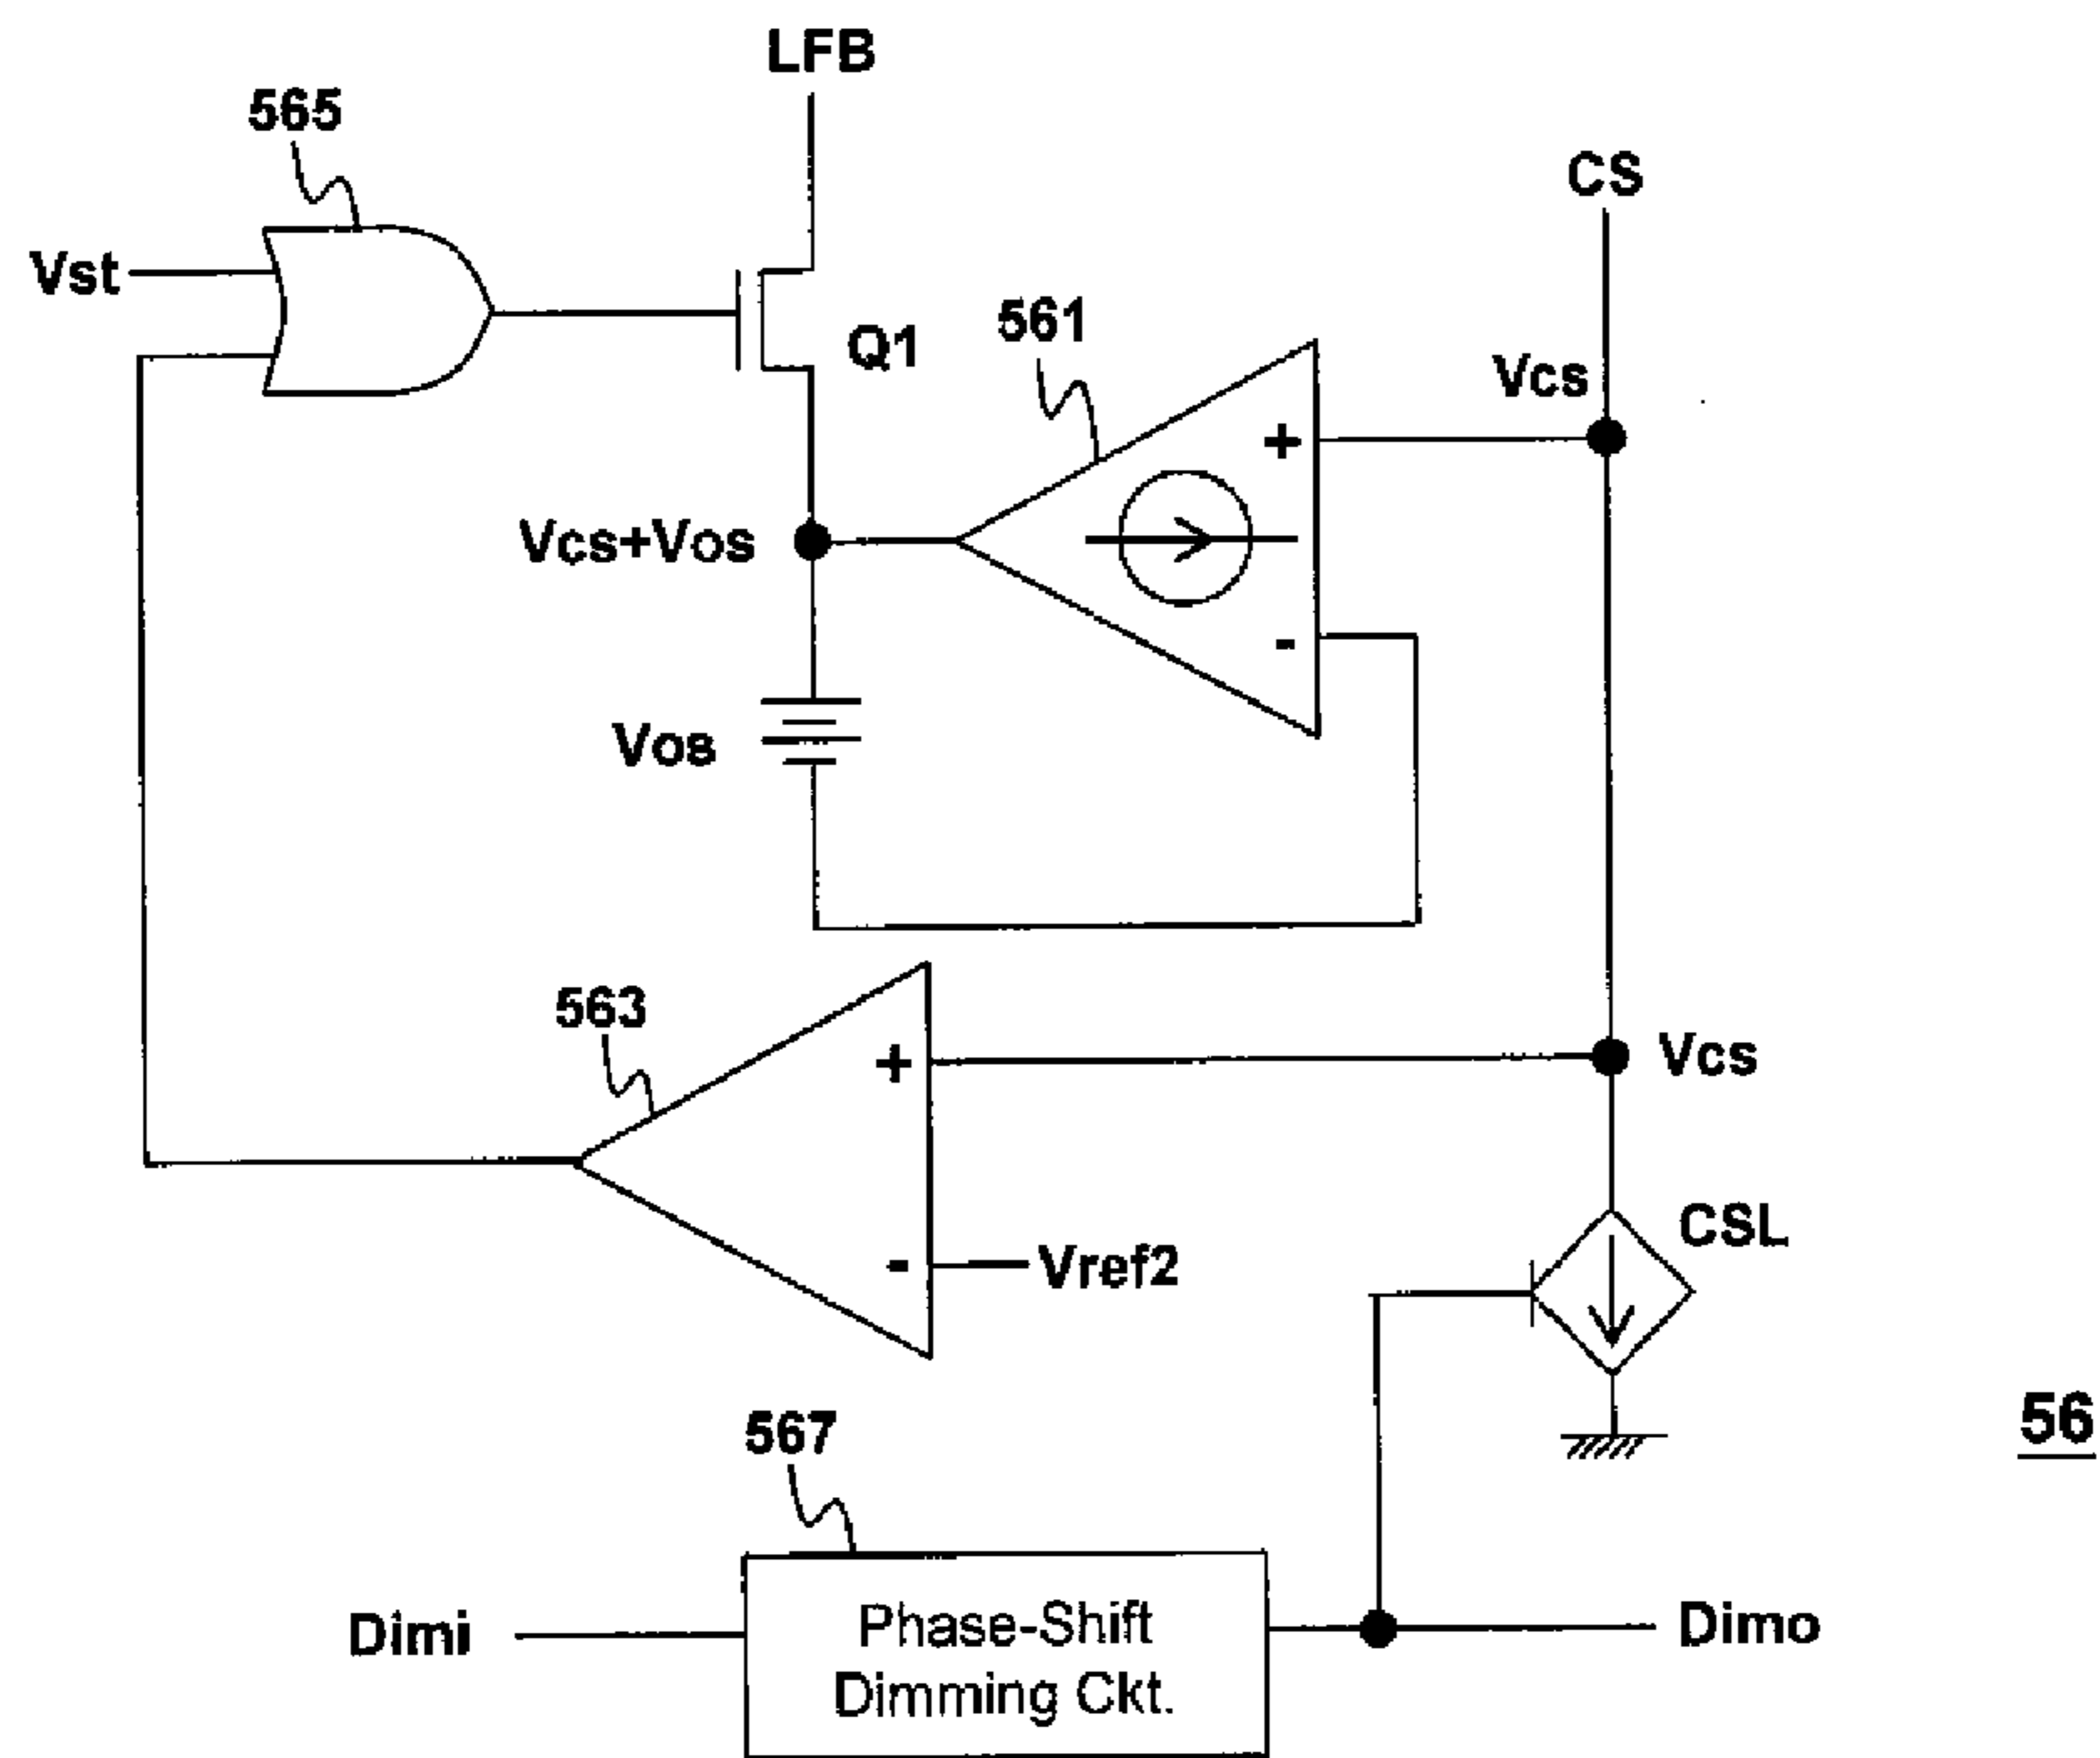 LFB
565
CS
Vst
561
Q1
Vcs
+
Vcs+Vos
-
Vos
563
+
Vcs
CSL
-
Vref2
56
567
Dimi
Phase-Shift
Dimming Ckt.
Dimo